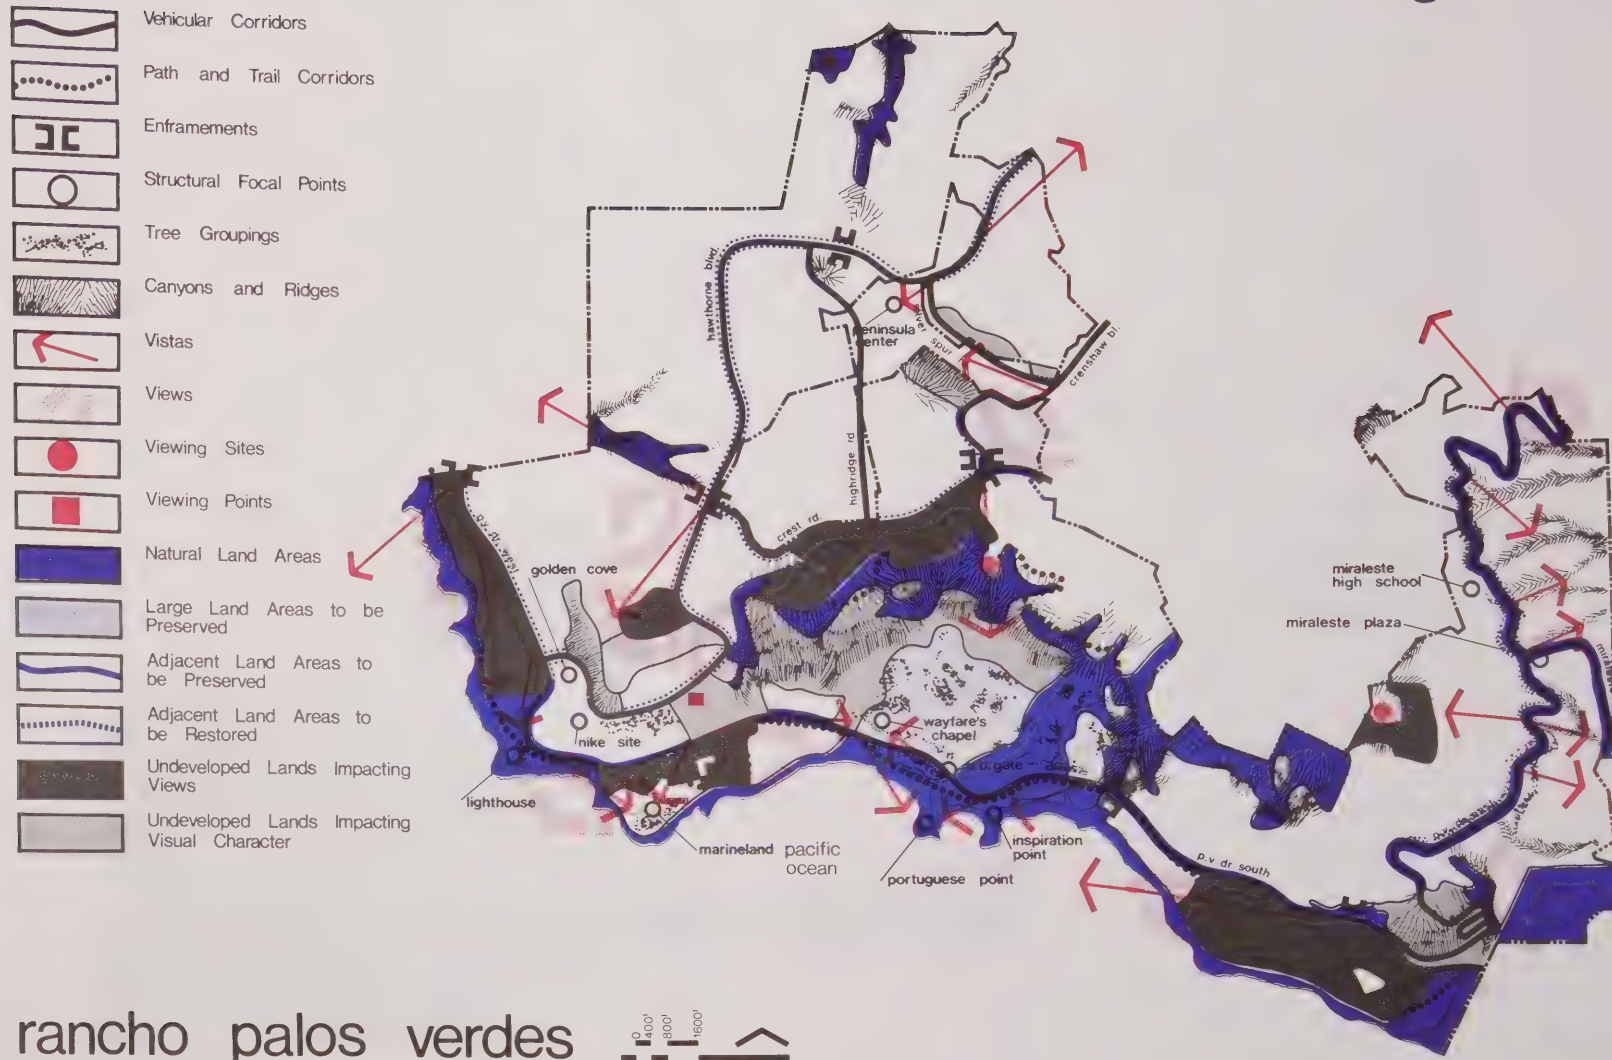 Vehicular Corridors
Path and Trail Corridors
Enframements
Structural Focal Points
Tree Groupings
Canyons and Ridges
Vistas
Views
Viewing Sites
Viewing Points
Natural Land Areas
Large Land Areas to be
Preserved
Adjacent Land Areas to
be Preserved
Adjacent Land Areas to
be Restored
Undeveloped Lands Impacting
Views
Undeveloped Lands Impacting
Visual Character
hawthorne blvd.
peninsula
center
silver
spur
crenshaw bl.
highridge rd
crest rd.
p.v. dr. west
golden cove
nike site
lighthouse
marineland
pacific
ocean
wayfare's
chapel
portuguese point
inspiration
point
p.v dr south
miraleste
high school
miraleste plaza
rancho palos verdes
0
400'
800'
1600'